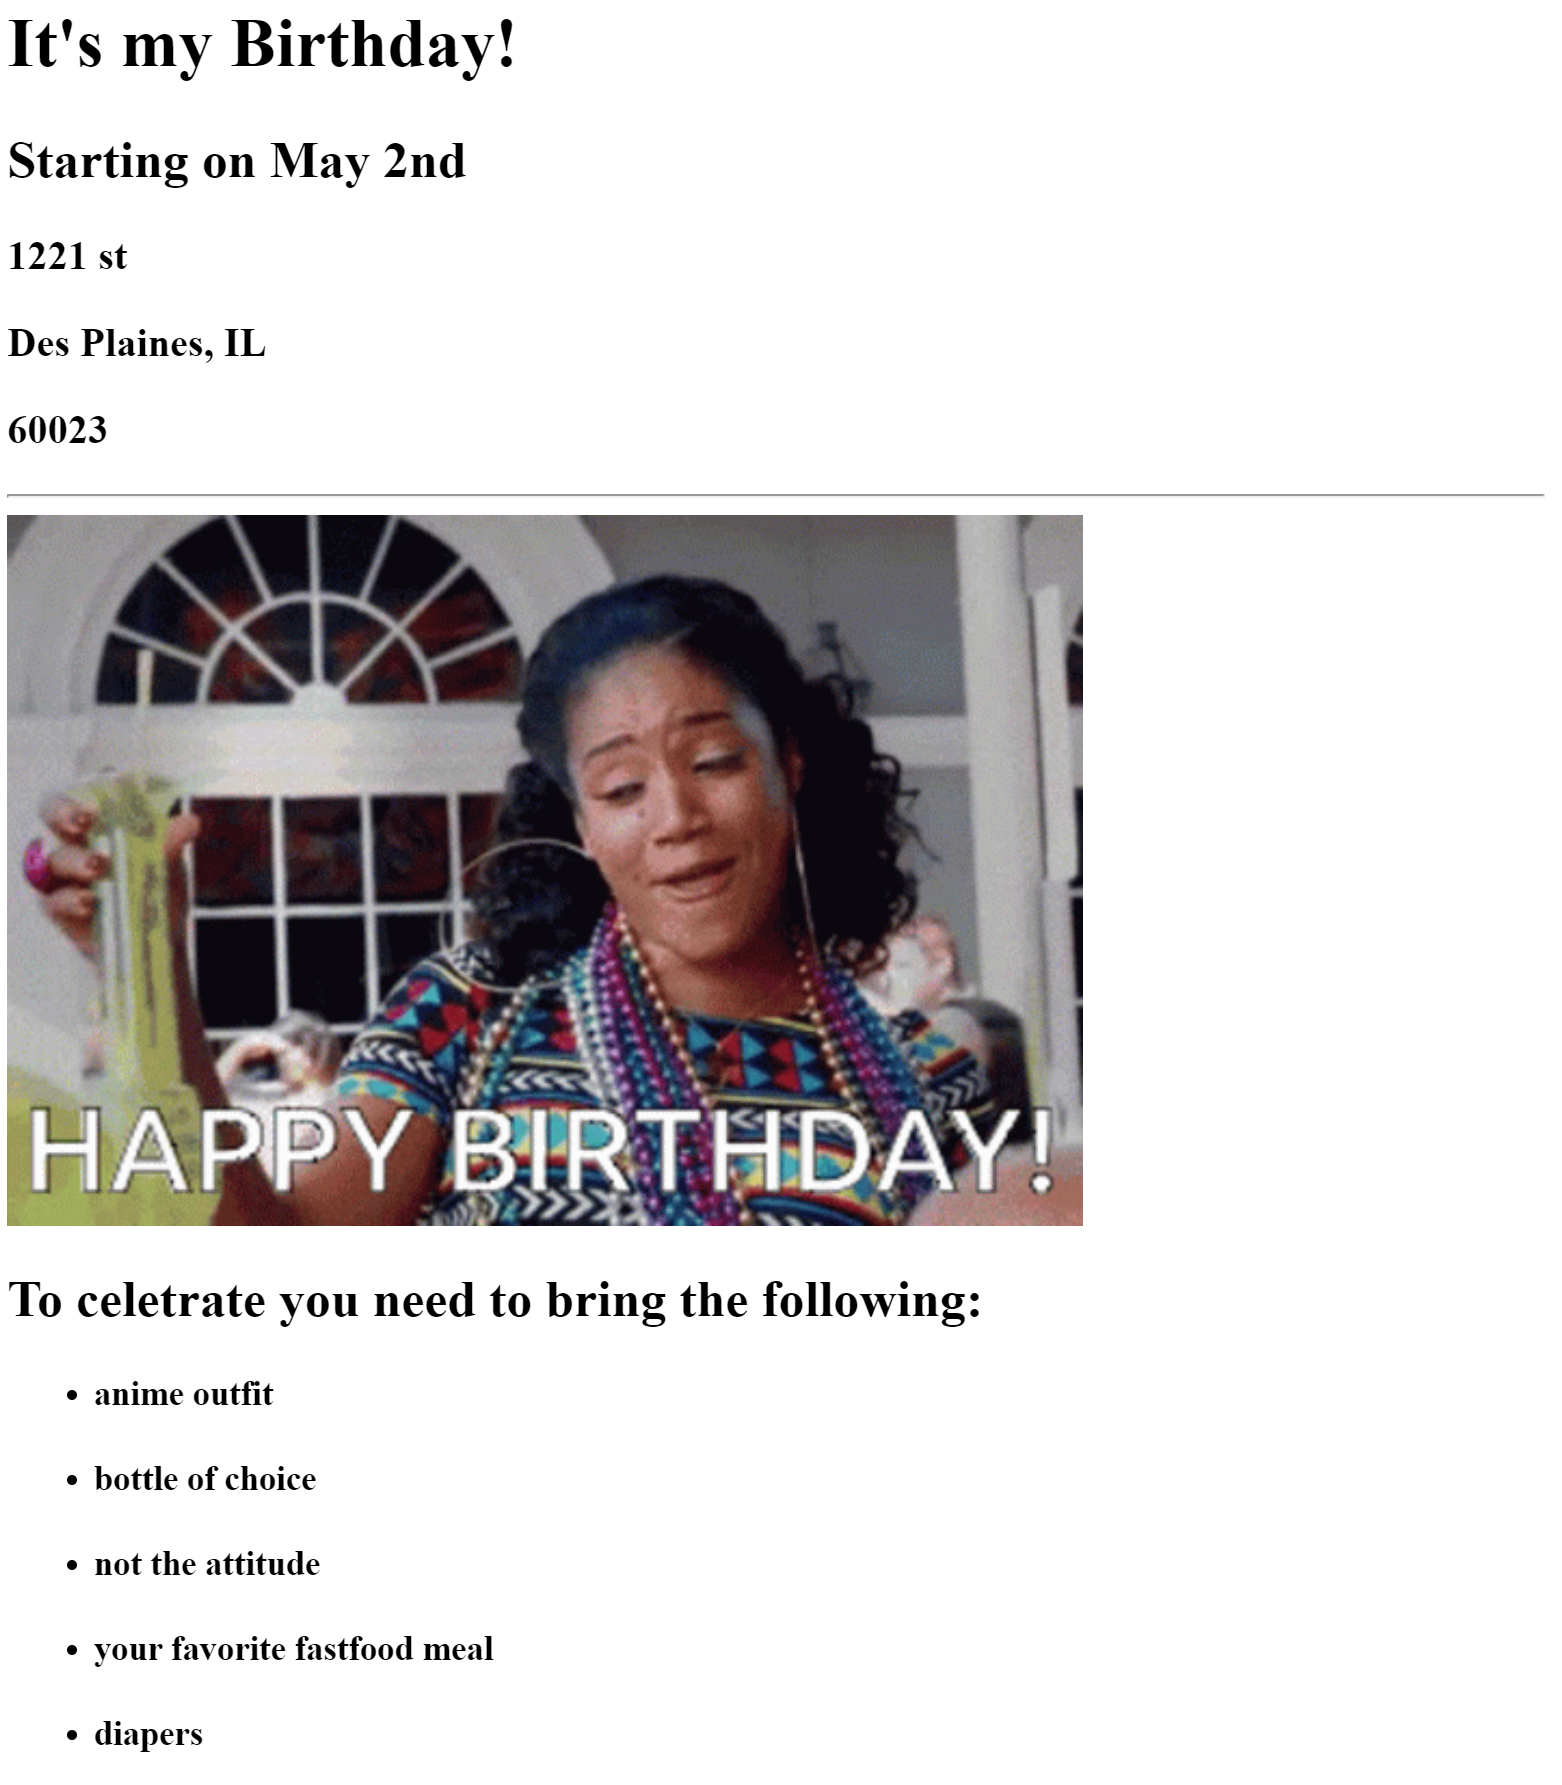 It's my Birthday!
Starting on May 2nd
1221 st
Des Plaines, IL
60023
HAPPY BIRTHDAY!
To celetrate you need to bring the following:
• anime outfit
• bottle of choice
• not the attitude
• your favorite fastfood meal
• diapers